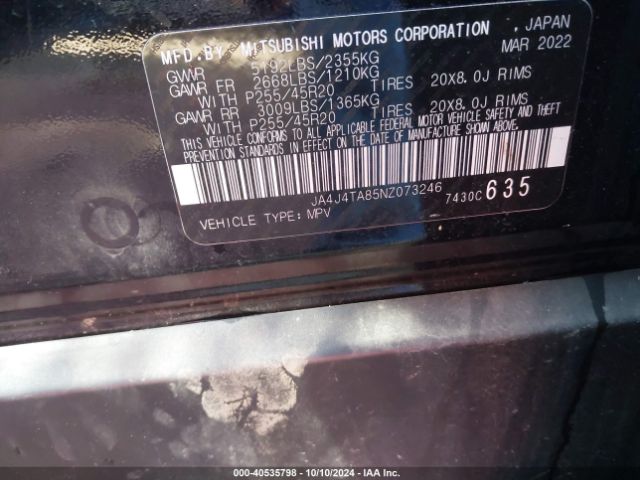 MFD. BY MITSUBISHI MOTORS CORPORATION , JAPAN
MAR 2022
GVWR 5192LBS/2355KG
GAWR FR 2668LBS/1210KG
WITH P255/45R20 TIRES 20X8.0J RIMS
GAWR RR 3009LBS/1365KG
WITH P255/45R20 TIRES 20X8.0J RIMS
THIS VEHICLE CONFORMS TO ALL APPLICABLE FEDERAL MOTOR VEHICLE SAFETY AND THEFT
PREVENTION STANDARDS IN EFFECT ON THE DATE OF MANUFACTURE SHOWN ABOVE.
JA4J4TA85NZ073246 7430C 635
VEHICLE TYPE: MPV
000-40535798 - 10/10/2024 - IAA Inc.